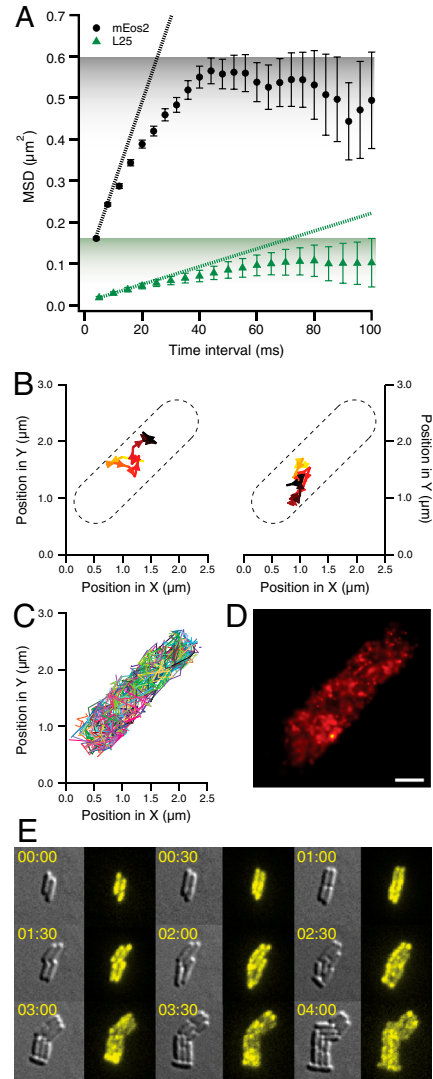 A
mEos2
L25
MSD (µm²)
0.7
0.6
0.5
0.4
0.3
0.2
0.1
0.0
0 20 40 60 80 100
Time interval (ms)
B
Position in Y (µm)
3.0
2.0
1.0
0.0
0.0 0.5 1.0 1.5 2.0 2.5
Position in X (µm)
3.0
2.0
1.0
0.0
Position in Y (µm)
0.0 0.5 1.0 1.5 2.0 2.5
Position in X (µm)
C
Position in Y (µm)
3.0
2.0
1.0
0.0
0.0 0.5 1.0 1.5 2.0 2.5
Position in X (µm)
D
E
00:00 00:30 01:00
01:30 02:00 02:30
03:00 03:30 04:00